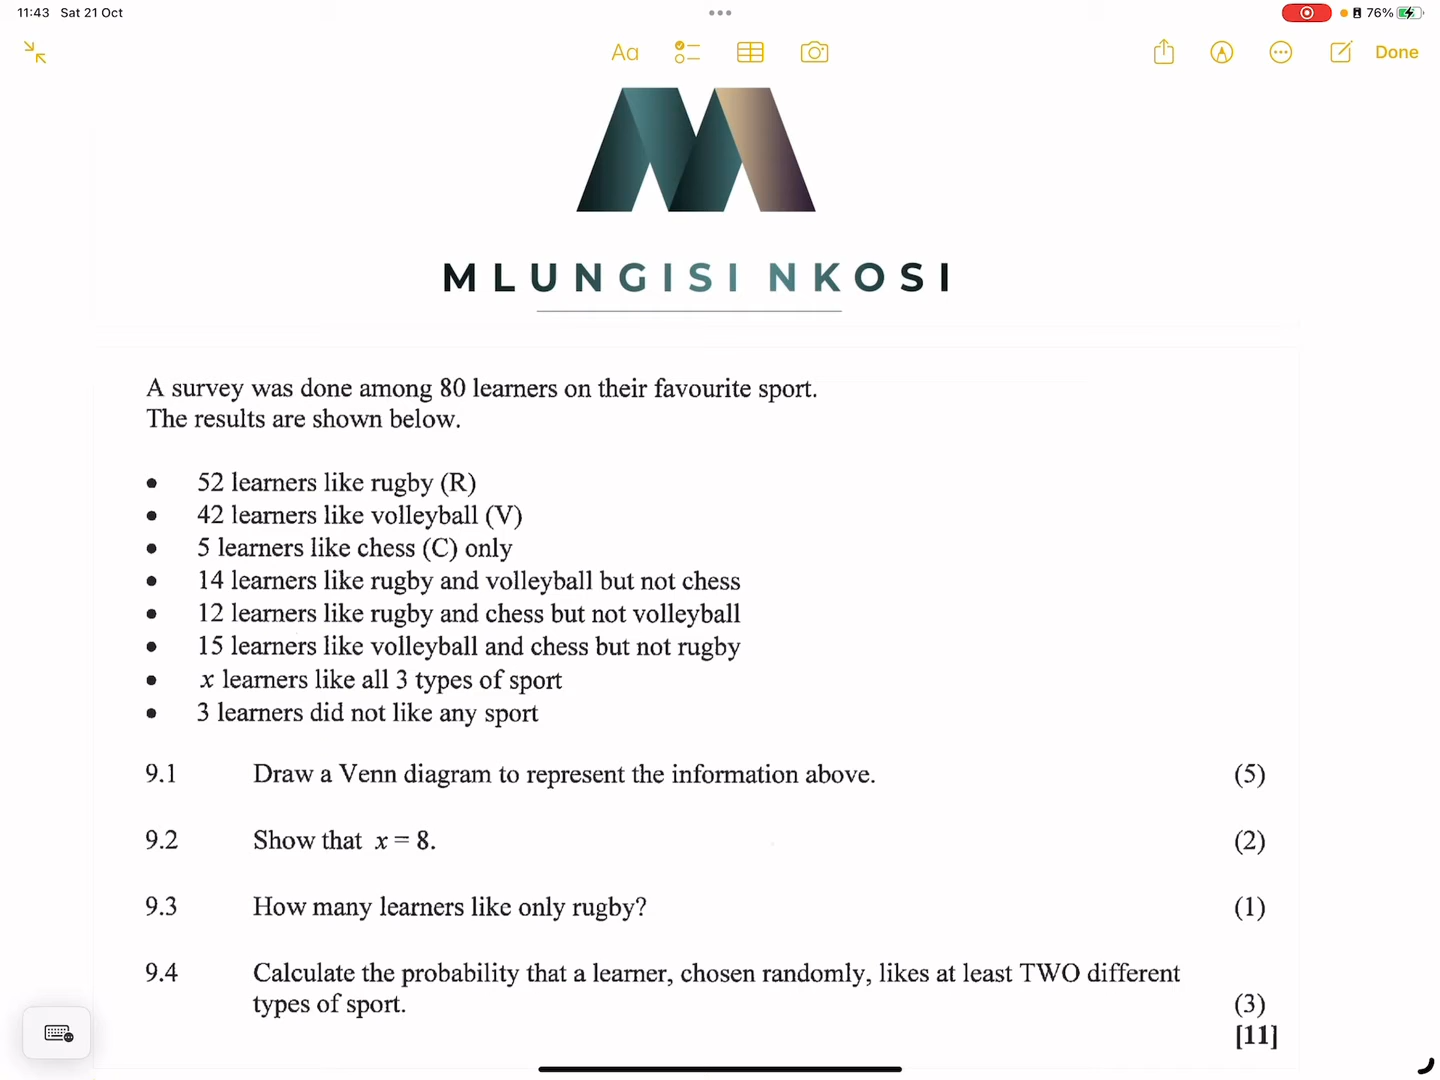 11:43 Sat 21 Oct
76%
Aa
Done
MLUNGISI NKOSI
A survey was done among 80 learners on their favourite sport.
The results are shown below.
• 52 learners like rugby (R)
• 42 learners like volleyball (V)
• 5 learners like chess (C) only
• 14 learners like rugby and volleyball but not chess
• 12 learners like rugby and chess but not volleyball
• 15 learners like volleyball and chess but not rugby
• x learners like all 3 types of sport
• 3 learners did not like any sport
9.1 Draw a Venn diagram to represent the information above. (5)
9.2 Show that x = 8. (2)
9.3 How many learners like only rugby? (1)
9.4 Calculate the probability that a learner, chosen randomly, likes at least TWO different
types of sport. (3)
[11]